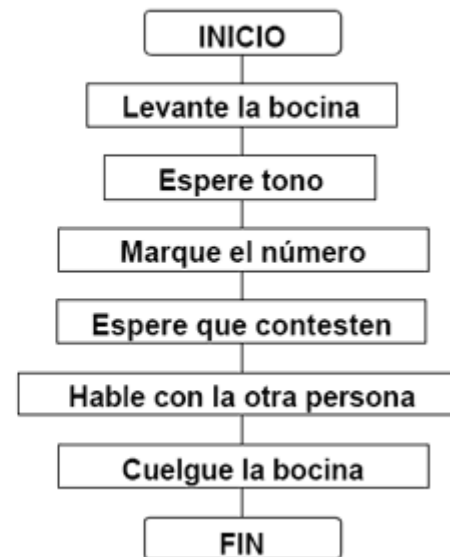 INICIO
Levante la bocina
Espere tono
Marque el número
Espere que contesten
Hable con la otra persona
Cuelgue la bocina
FIN